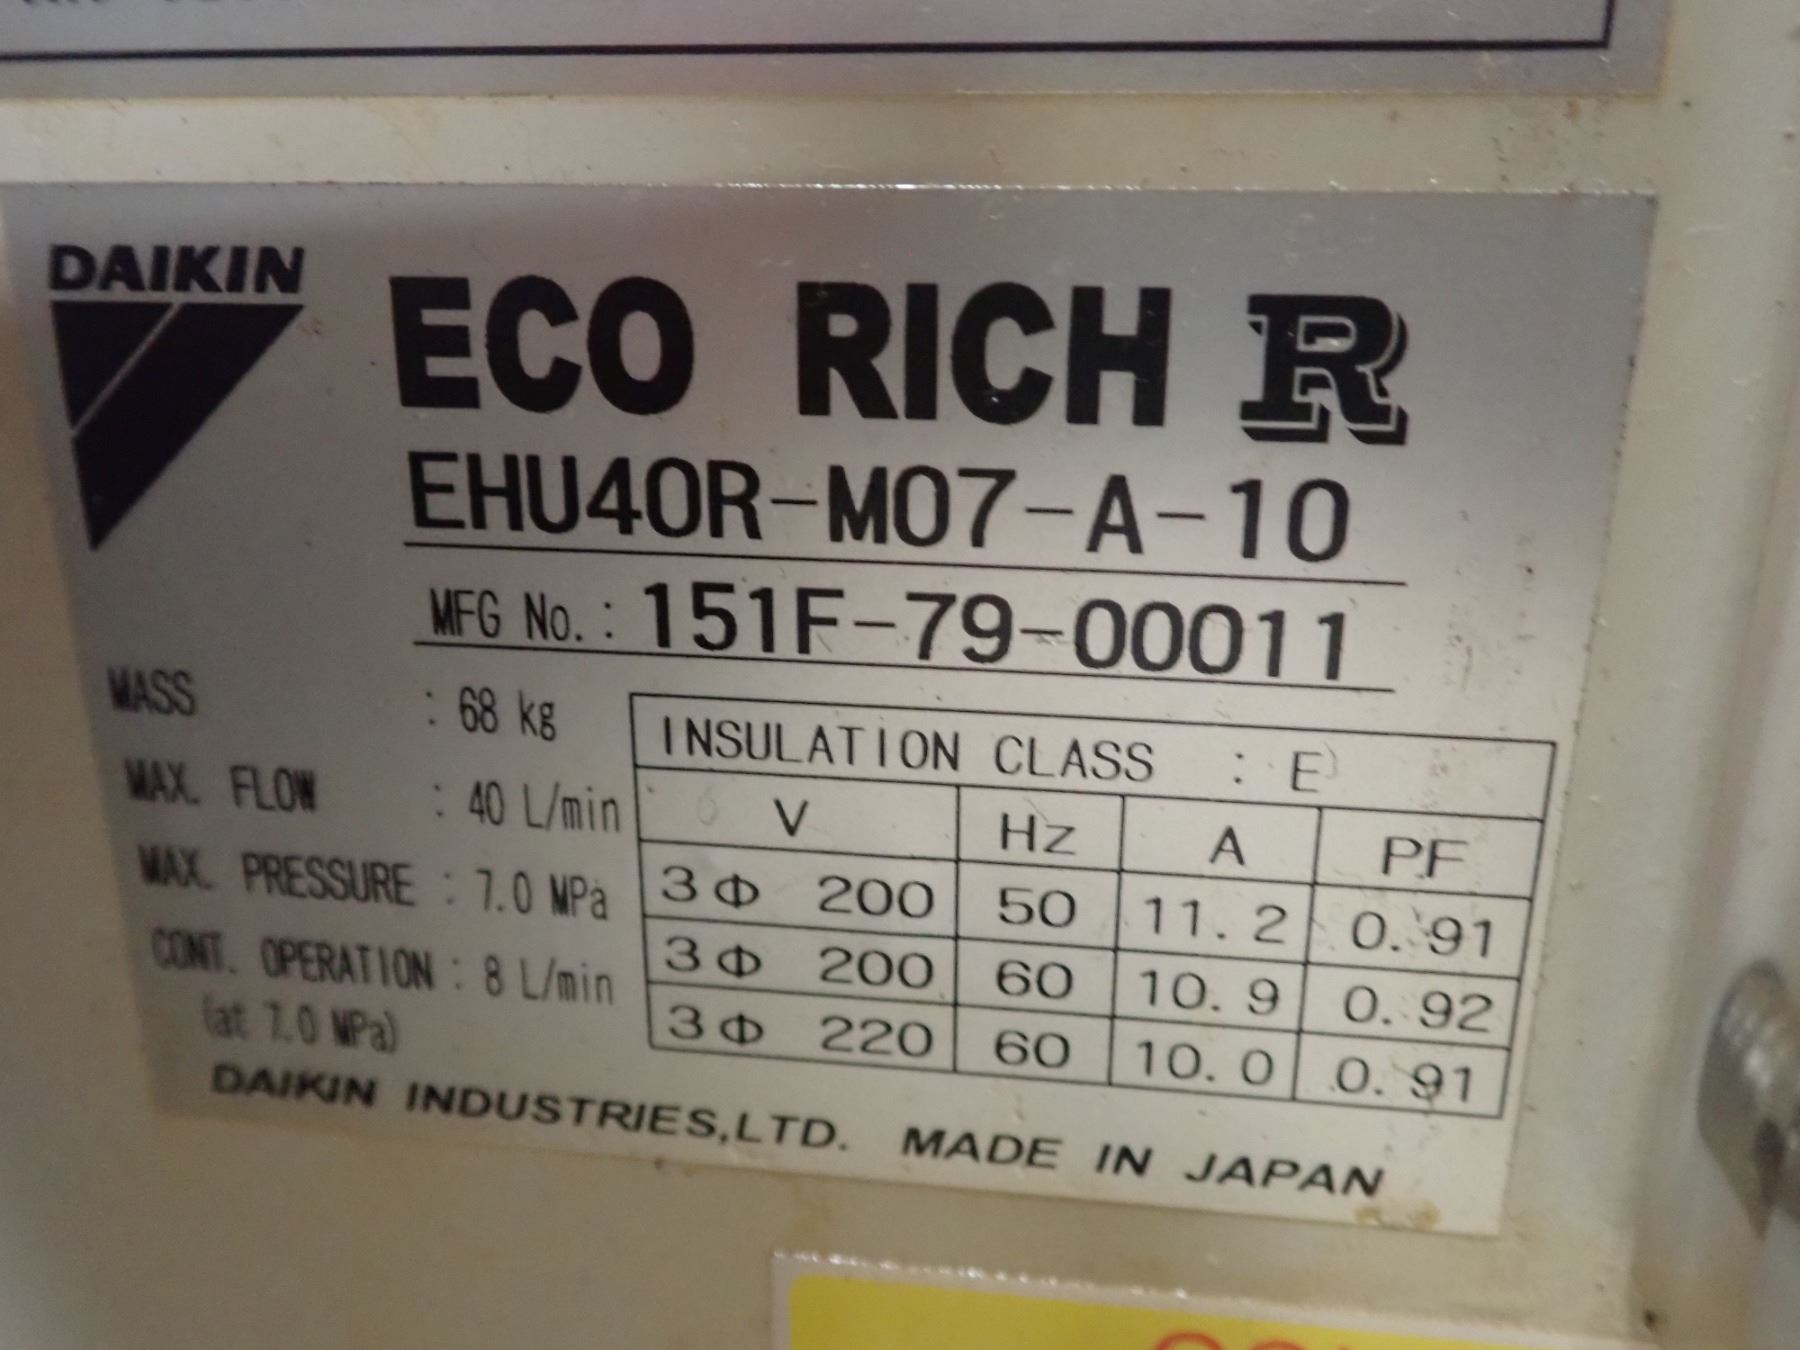 DAIKIN
ECO RICH R
EHU40R-M07-A-10
MFG No.: 151F-79-00011
MASS : 68 kg
MAX. FLOW : 40 L/min
MAX. PRESSURE : 7.0 MPa
CONT. OPERATION : 8 L/min
(at 7.0 MPa)
INSULATION CLASS : E
V Hz A PF
3Φ 200 50 11.2 0.91
3Φ 200 60 10.9 0.92
3Φ 220 60 10.0 0.91
DAIKIN INDUSTRIES,LTD. MADE IN JAPAN